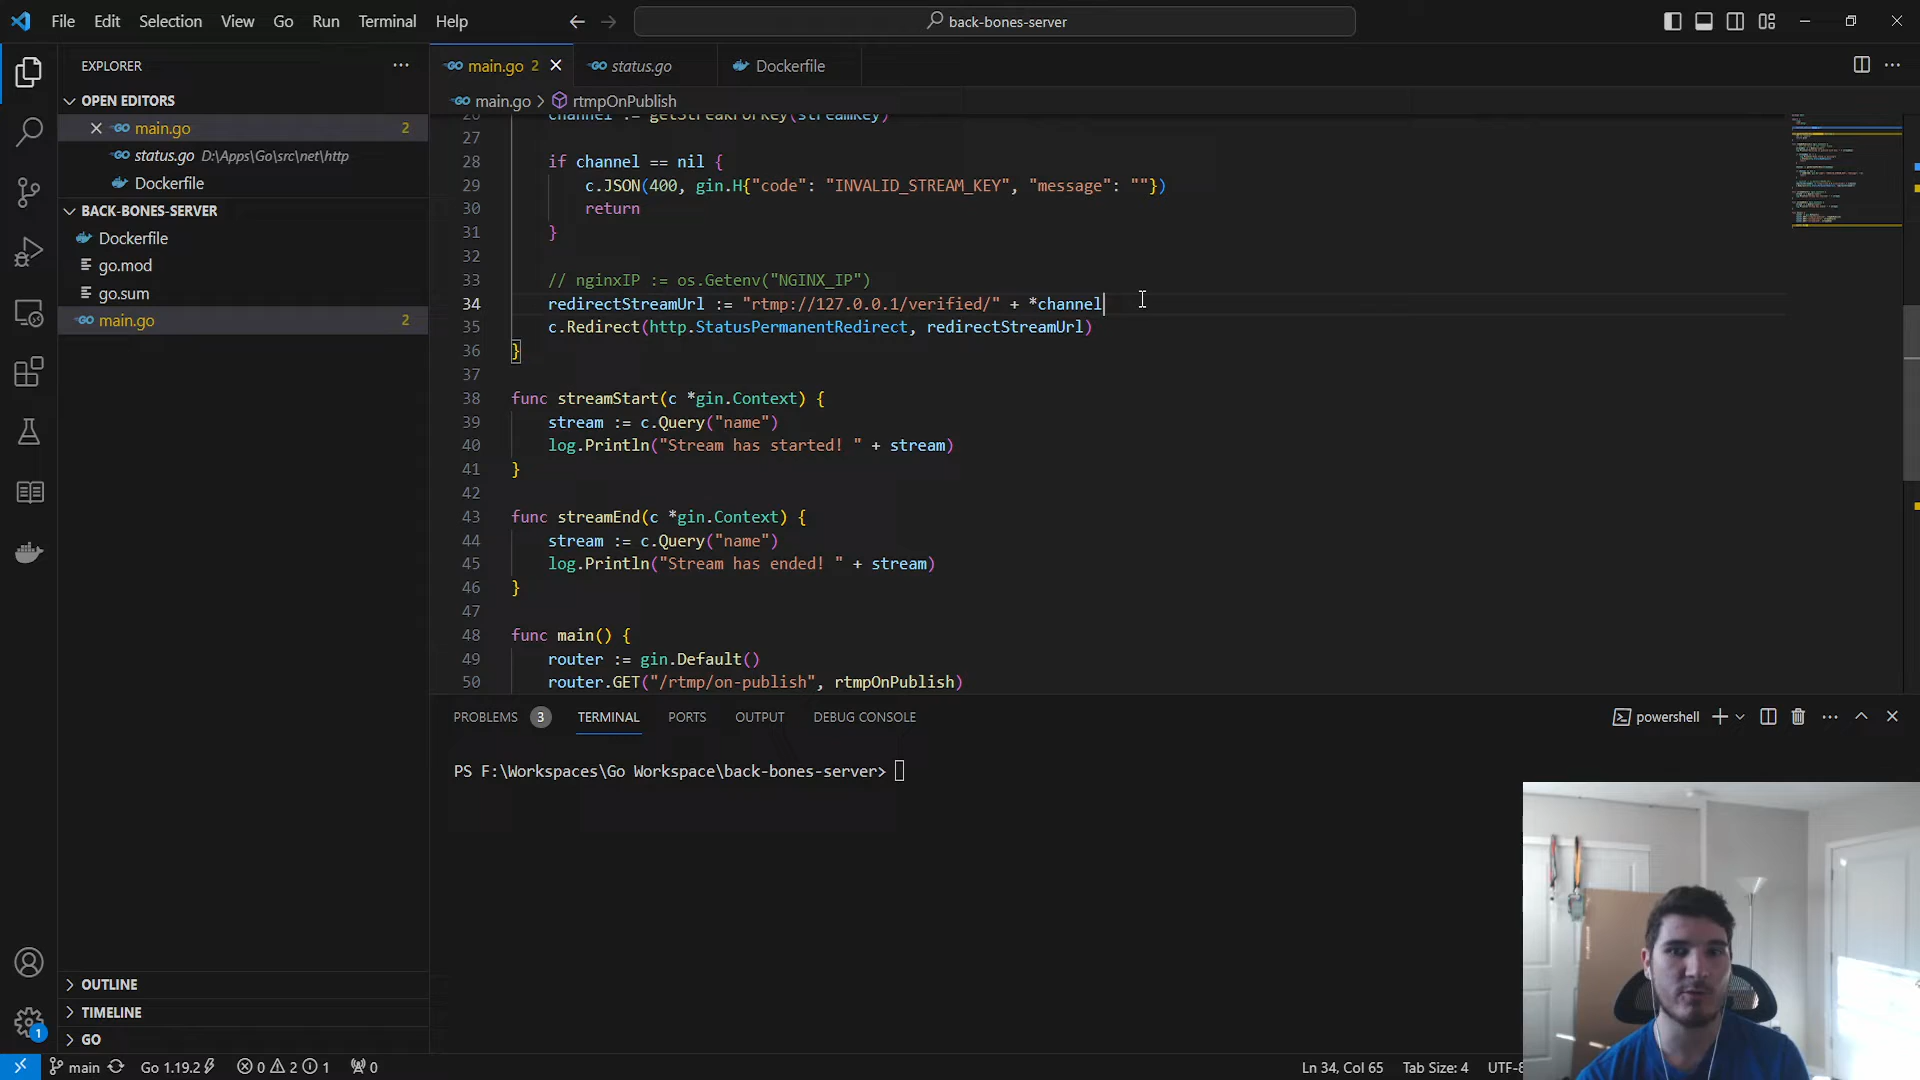 File Edit Selection View Go Run Terminal Help
back-bones-server
EXPLORER
OPEN EDITORS
main.go 2
status.go D:\Apps\Go\src\net\http
Dockerfile
BACK-BONES-SERVER
Dockerfile
go.mod
go.sum
main.go 2
OUTLINE
TIMELINE
GO
main.go 2
status.go
Dockerfile
main.go > rtmpOnPublish
26 channel := getStreakForKey(streamKey)
27
28 if channel == nil {
29 c.JSON(400, gin.H{"code": "INVALID_STREAM_KEY", "message": ""})
30 return
31 }
32
33 // nginxIP := os.Getenv("NGINX_IP")
34 redirectStreamUrl := "rtmp://127.0.0.1/verified/" + *channel
35 c.Redirect(http.StatusPermanentRedirect, redirectStreamUrl)
36 }
37
38 func streamStart(c *gin.Context) {
39 stream := c.Query("name")
40 log.Println("Stream has started! " + stream)
41 }
42
43 func streamEnd(c *gin.Context) {
44 stream := c.Query("name")
45 log.Println("Stream has ended! " + stream)
46 }
47
48 func main() {
49 router := gin.Default()
50 router.GET("/rtmp/on-publish", rtmpOnPublish)
PROBLEMS 3 TERMINAL PORTS OUTPUT DEBUG CONSOLE
powershell
PS F:\Workspaces\Go Workspace\back-bones-server>
1
main Go 1.19.2 0 2 1 0
Ln 34, Col 65 Tab Size: 4 UTF-8